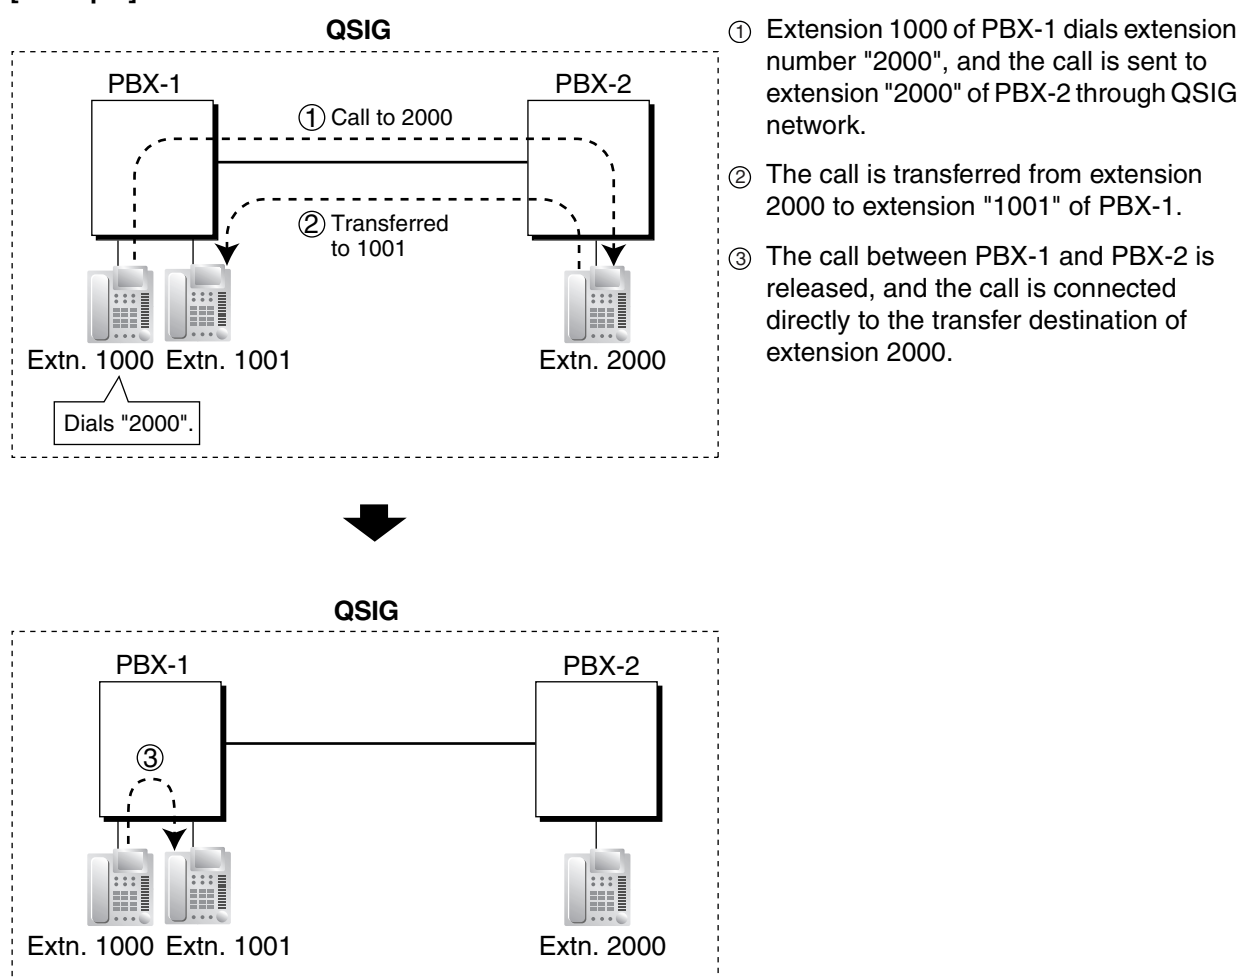 QSIG
PBX-1
PBX-2
① Call to 2000
② Transferred
to 1001
Extn. 1000
Extn. 1001
Extn. 2000
Dials "2000".
① Extension 1000 of PBX-1 dials extension
number "2000", and the call is sent to
extension "2000" of PBX-2 through QSIG
network.
② The call is transferred from extension
2000 to extension "1001" of PBX-1.
③ The call between PBX-1 and PBX-2 is
released, and the call is connected
directly to the transfer destination of
extension 2000.
QSIG
PBX-1
PBX-2
③
Extn. 1000
Extn. 1001
Extn. 2000